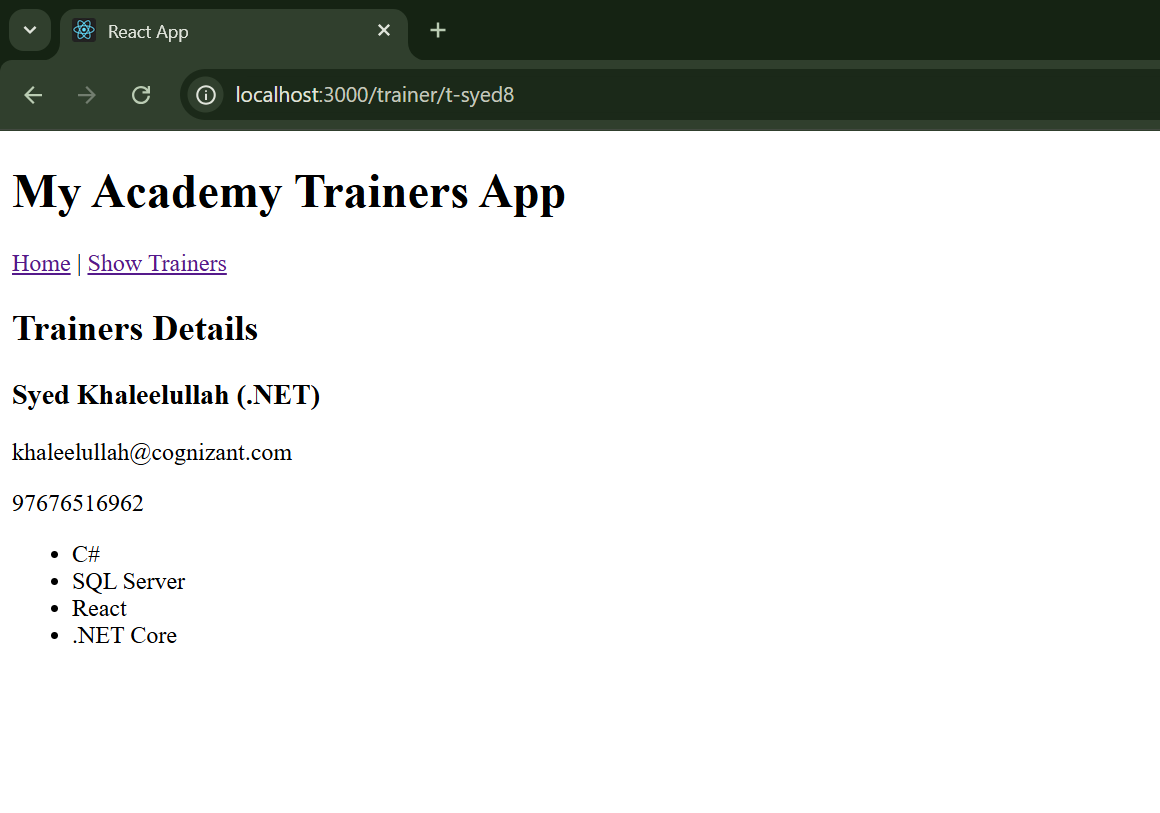 React App
localhost:3000/trainer/t-syed8
My Academy Trainers App
Home | Show Trainers
Trainers Details
Syed Khaleelullah (.NET)
khaleelullah@cognizant.com
97676516962
C#
SQL Server
React
.NET Core